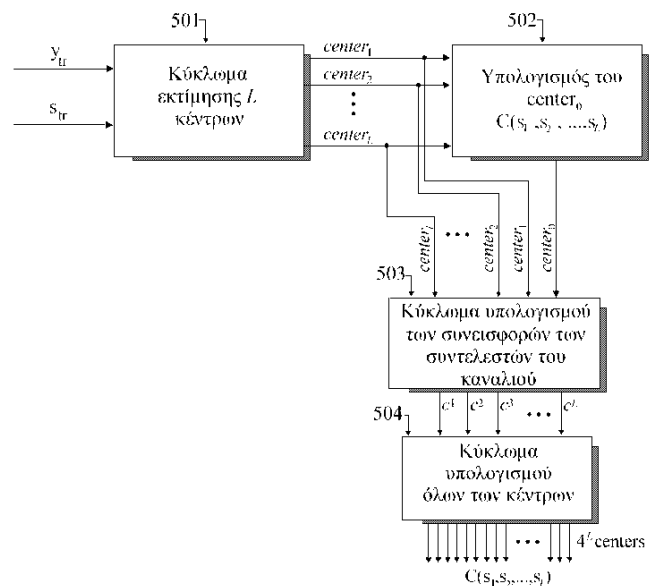 501
502
y_tr
s_tr
Κύκλωμα
εκτίμησης L
κέντρων
center_1
center_2
center_L
Υπολογισμός του
center_0
C(s_1 ,s_2 , ....s_L)
center_L
center_2
center_1
center_0
503
Κύκλωμα υπολογισμού
των συνεισφορών των
συντελεστών του
καναλιού
c^1 c^2 c^3 c^L
504
Κύκλωμα
υπολογισμού
όλων των κέντρων
4^L centers
C(s_1,s_2,...,s_L)